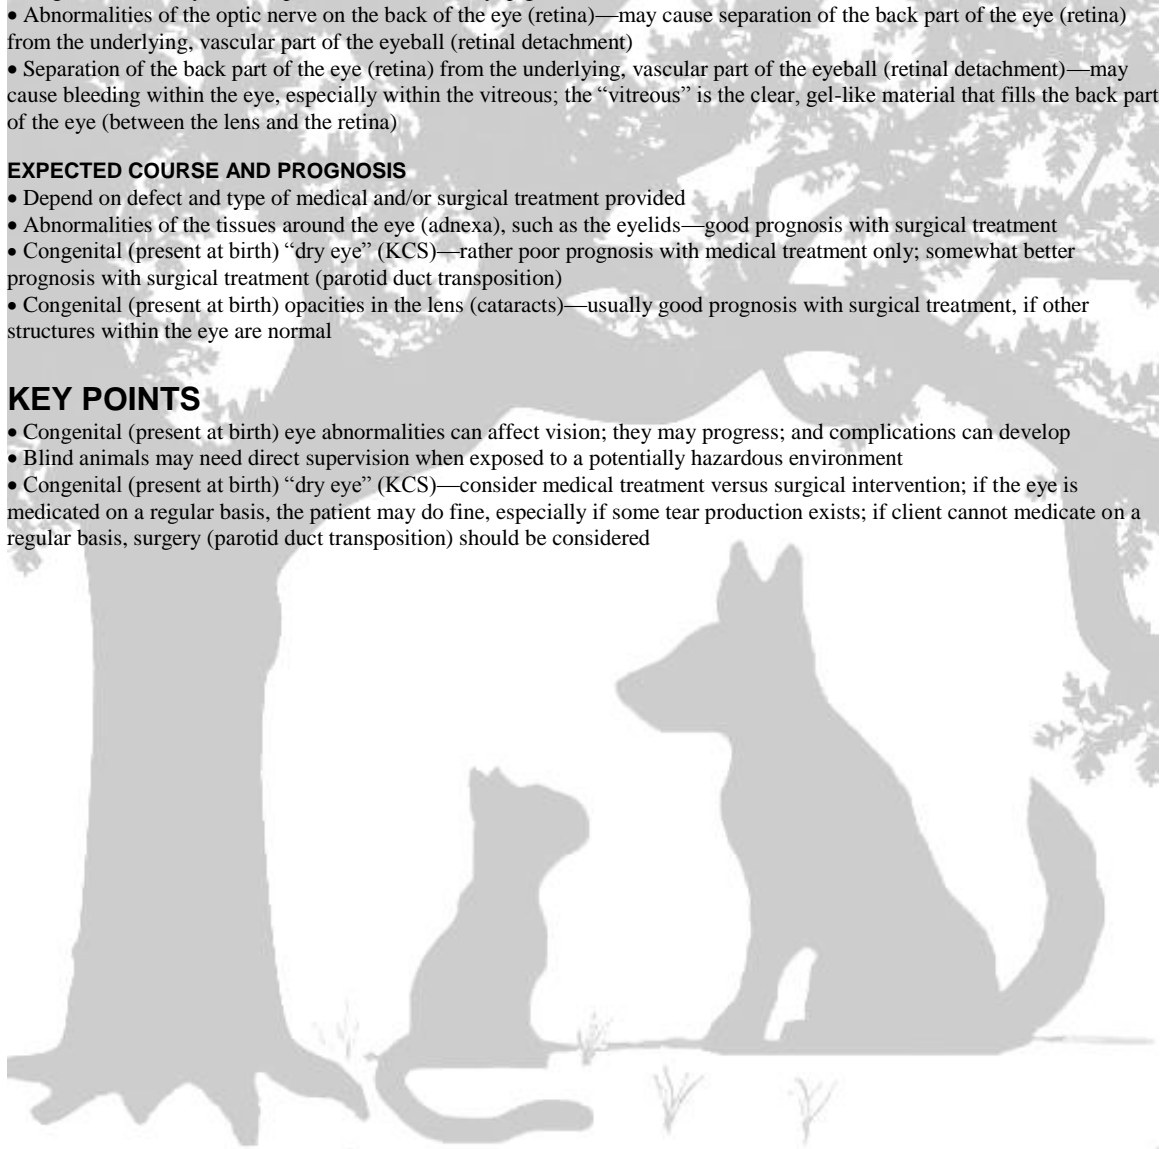 • Abnormalities of the optic nerve on the back of the eye (retina)—may cause separation of the back part of the eye (retina)
from the underlying, vascular part of the eyeball (retinal detachment)
• Separation of the back part of the eye (retina) from the underlying, vascular part of the eyeball (retinal detachment)—may
cause bleeding within the eye, especially within the vitreous; the “vitreous” is the clear, gel-like material that fills the back part
of the eye (between the lens and the retina)
EXPECTED COURSE AND PROGNOSIS
• Depend on defect and type of medical and/or surgical treatment provided
• Abnormalities of the tissues around the eye (adnexa), such as the eyelids—good prognosis with surgical treatment
• Congenital (present at birth) “dry eye” (KCS)—rather poor prognosis with medical treatment only; somewhat better
prognosis with surgical treatment (parotid duct transposition)
• Congenital (present at birth) opacities in the lens (cataracts)—usually good prognosis with surgical treatment, if other
structures within the eye are normal
KEY POINTS
• Congenital (present at birth) eye abnormalities can affect vision; they may progress; and complications can develop
• Blind animals may need direct supervision when exposed to a potentially hazardous environment
• Congenital (present at birth) “dry eye” (KCS)—consider medical treatment versus surgical intervention; if the eye is
medicated on a regular basis, the patient may do fine, especially if some tear production exists; if client cannot medicate on a
regular basis, surgery (parotid duct transposition) should be considered